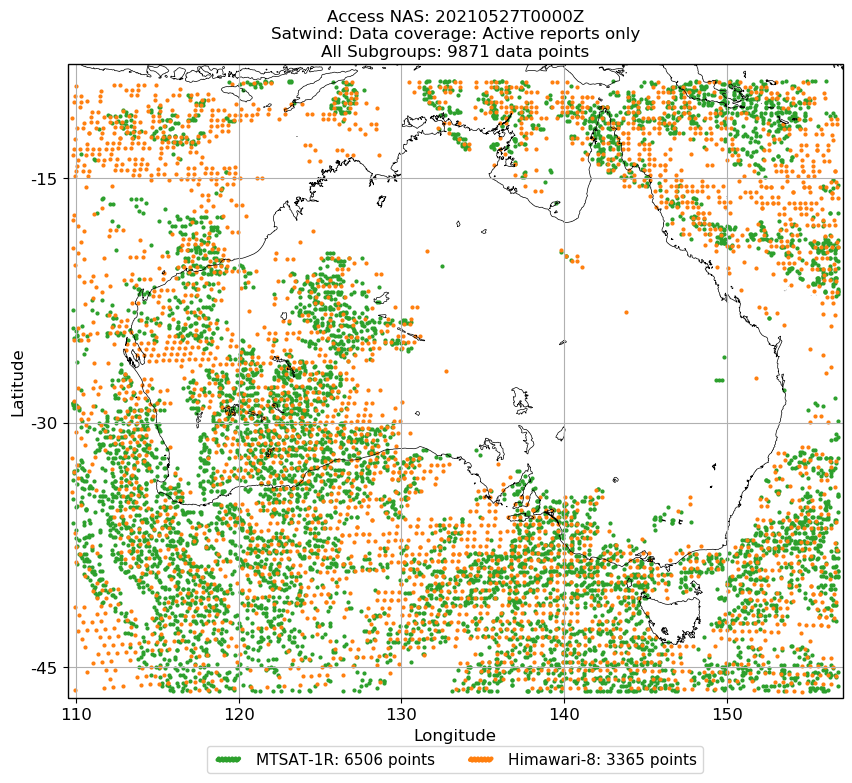 Access NAS: 20210527T0000Z
Satwind: Data coverage: Active reports only
All Subgroups: 9871 data points
Latitude
-15
-30
-45
110
120
130
140
150
Longitude
MTSAT-1R: 6506 points
Himawari-8: 3365 points